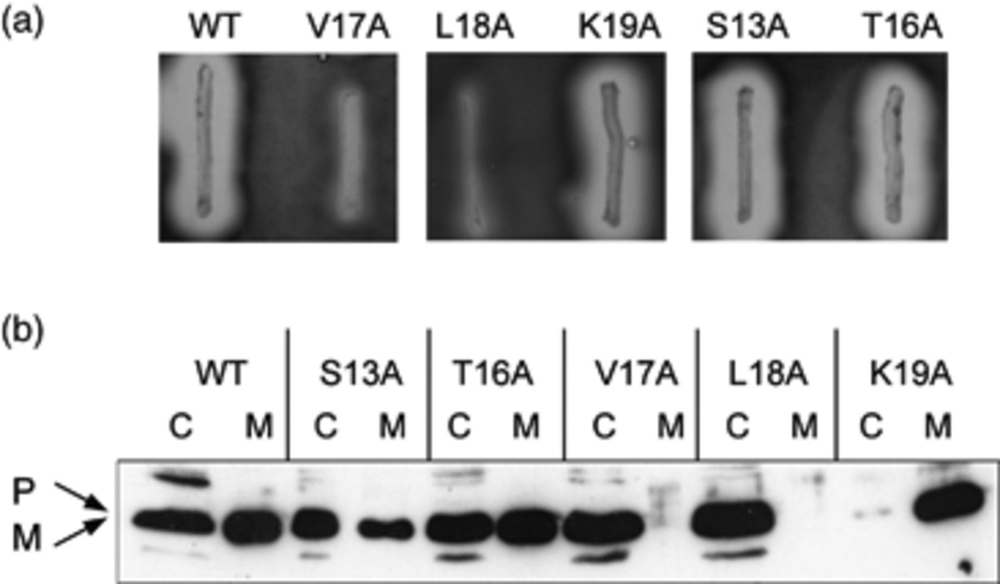 (a)
WT V17A L18A K19A S13A T16A
(b)
WT S13A T16A V17A L18A K19A
C M C M C M C M C M C M
P
M